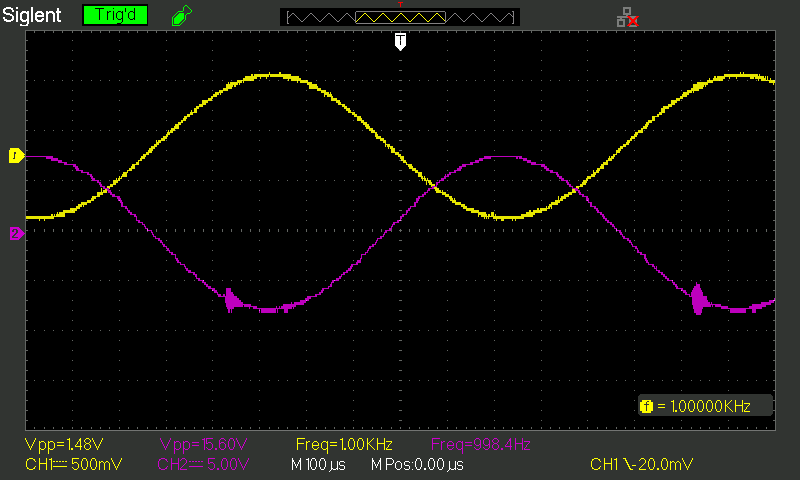 Siglent Trig'd
T
1
2
f = 1.00000KHz
Vpp=1.48V Vpp=15.60V Freq=1.00KHz Freq=998.4Hz
CH1 500mV CH2 5.00V M 100µs M Pos:0.00µs CH1 -20.0mV